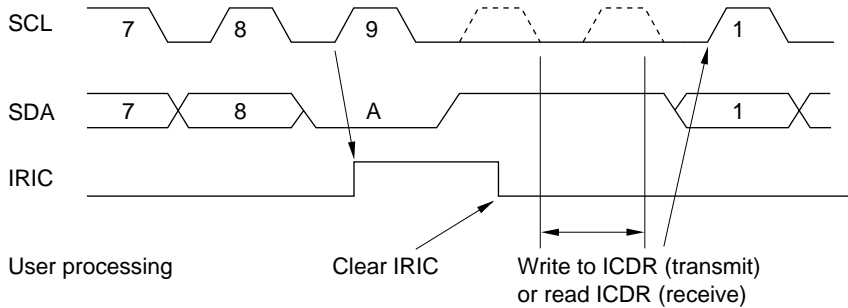 SCL 7 8 9 1
SDA 7 8 A 1
IRIC
User processing Clear IRIC Write to ICDR (transmit)
or read ICDR (receive)